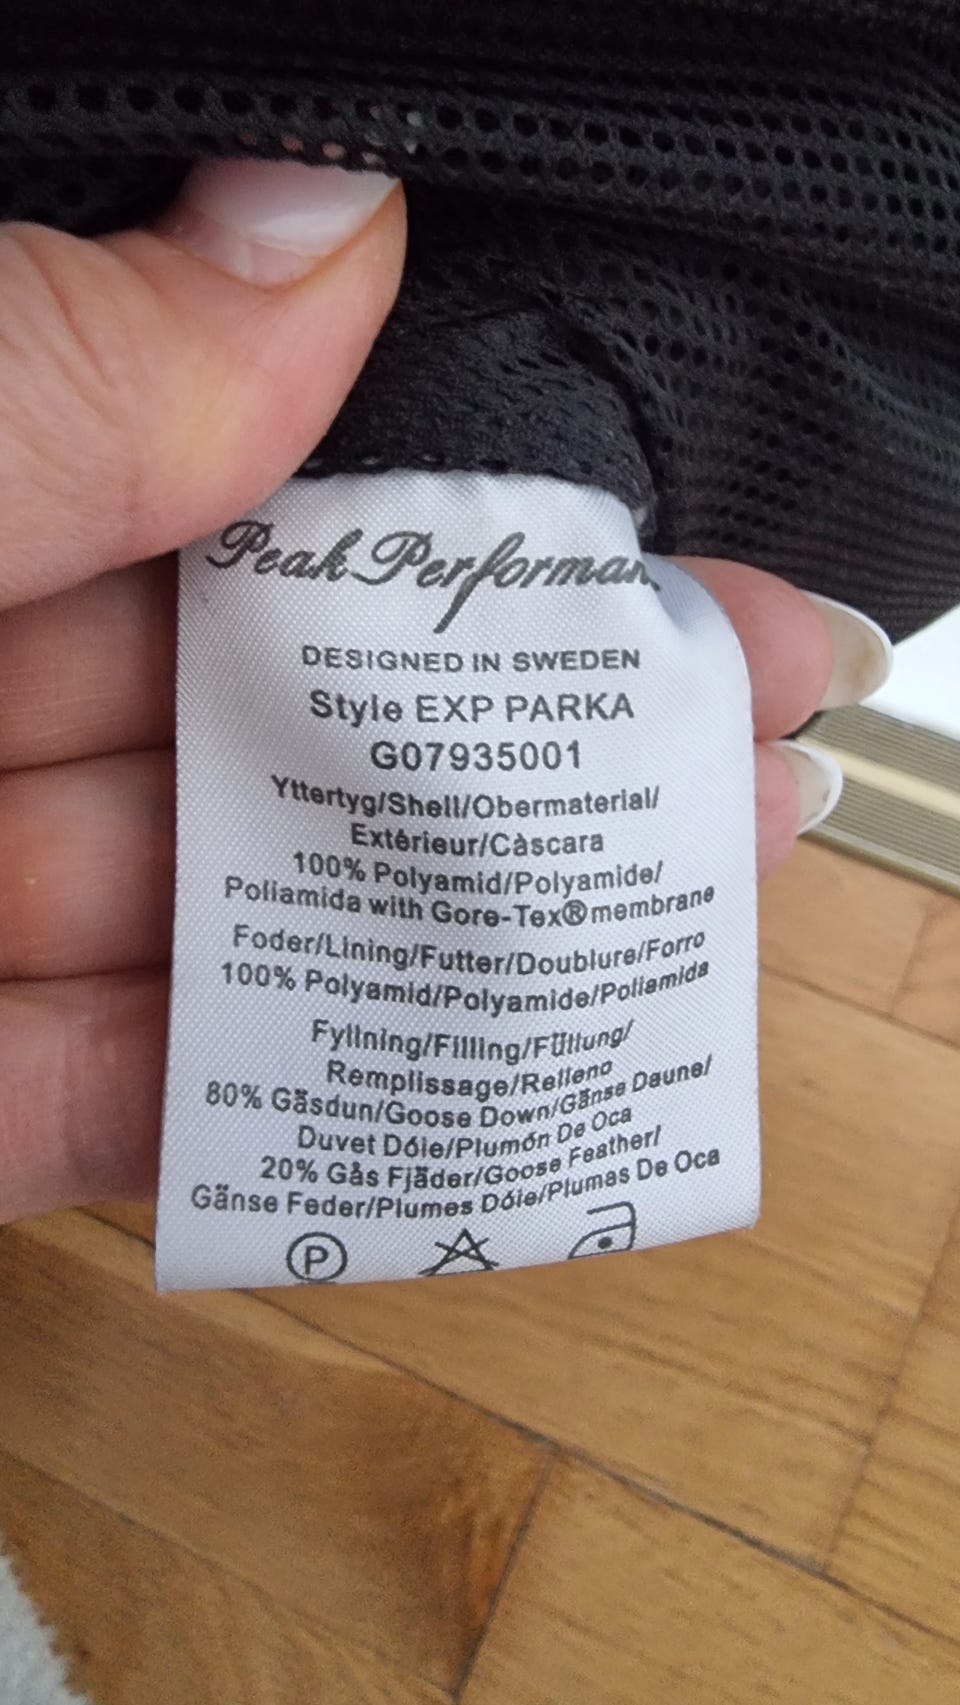 Peak Performan
DESIGNED IN SWEDEN
Style EXP PARKA
G07935001
Yttertyg/Shell/Obermaterial/
Extêrieur/Càscara
100% Polyamid/Polyamide/
Poliamida with Gore-Tex® membrane
Foder/Lining/Futter/Doublure/Forro
100% Polyamid/Polyamide/Poliamida
Fyllning/Filling/Füllung/
Remplissage/Relleno
80% Gåsdun/Goose Down/Gänse Daune/
Duvet Dóie/Plumón De Oca
20% Gås Fjäder/Goose Feather/
Gänse Feder/Plumes Dóie/Plumas De Oca
P